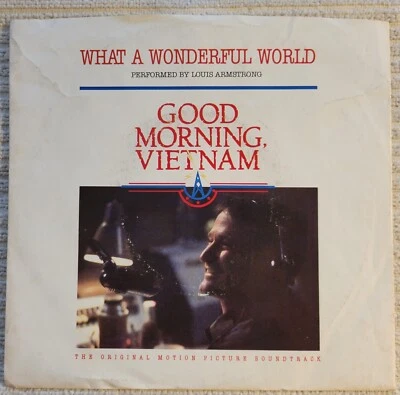 WHAT A WONDERFUL WORLD
PERFORMED BY LOUIS ARMSTRONG
GOOD
MORNING,
VIETNAM
THE ORIGINAL MOTION PICTURE SOUNDTRACK